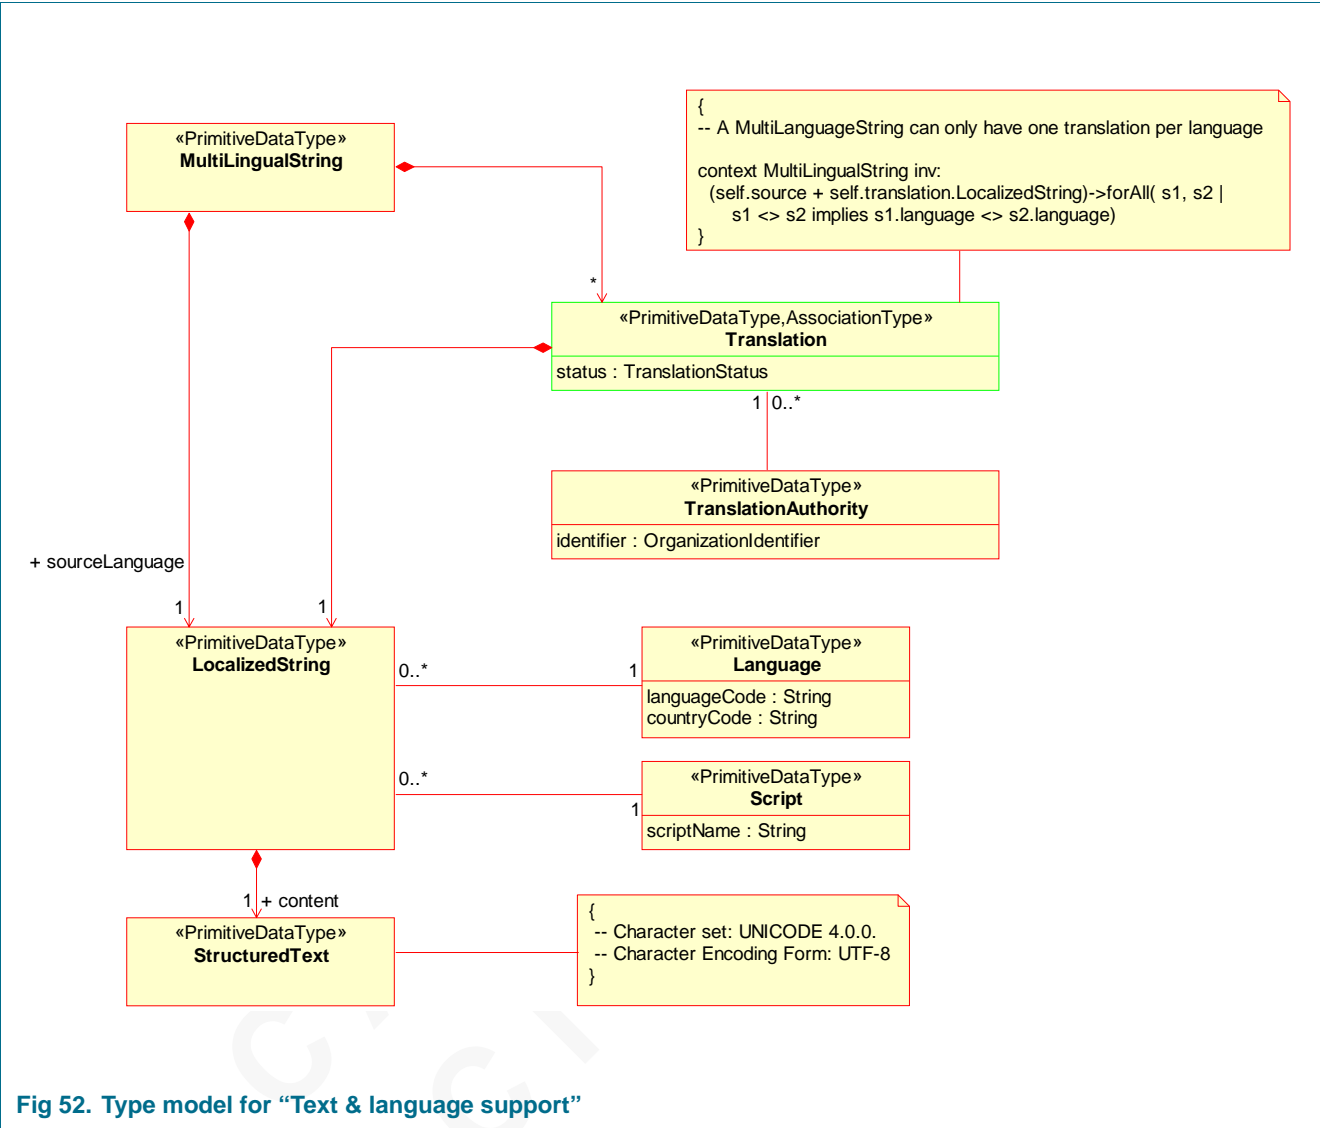 {
-- A MultiLanguageString can only have one translation per language
context MultiLingualString inv:
(self.source + self.translation.LocalizedString)->forAll( s1, s2 |
s1 <> s2 implies s1.language <> s2.language)
}
«PrimitiveDataType»
MultiLingualString
*
«PrimitiveDataType,AssociationType»
Translation
status : TranslationStatus
1 0..*
«PrimitiveDataType»
TranslationAuthority
identifier : OrganizationIdentifier
+ sourceLanguage
1
1
«PrimitiveDataType»
LocalizedString
0..*
1
«PrimitiveDataType»
Language
languageCode : String
countryCode : String
0..*
1
«PrimitiveDataType»
Script
scriptName : String
1 + content
«PrimitiveDataType»
StructuredText
{
-- Character set: UNICODE 4.0.0.
-- Character Encoding Form: UTF-8
}
Fig 52. Type model for “Text & language support”